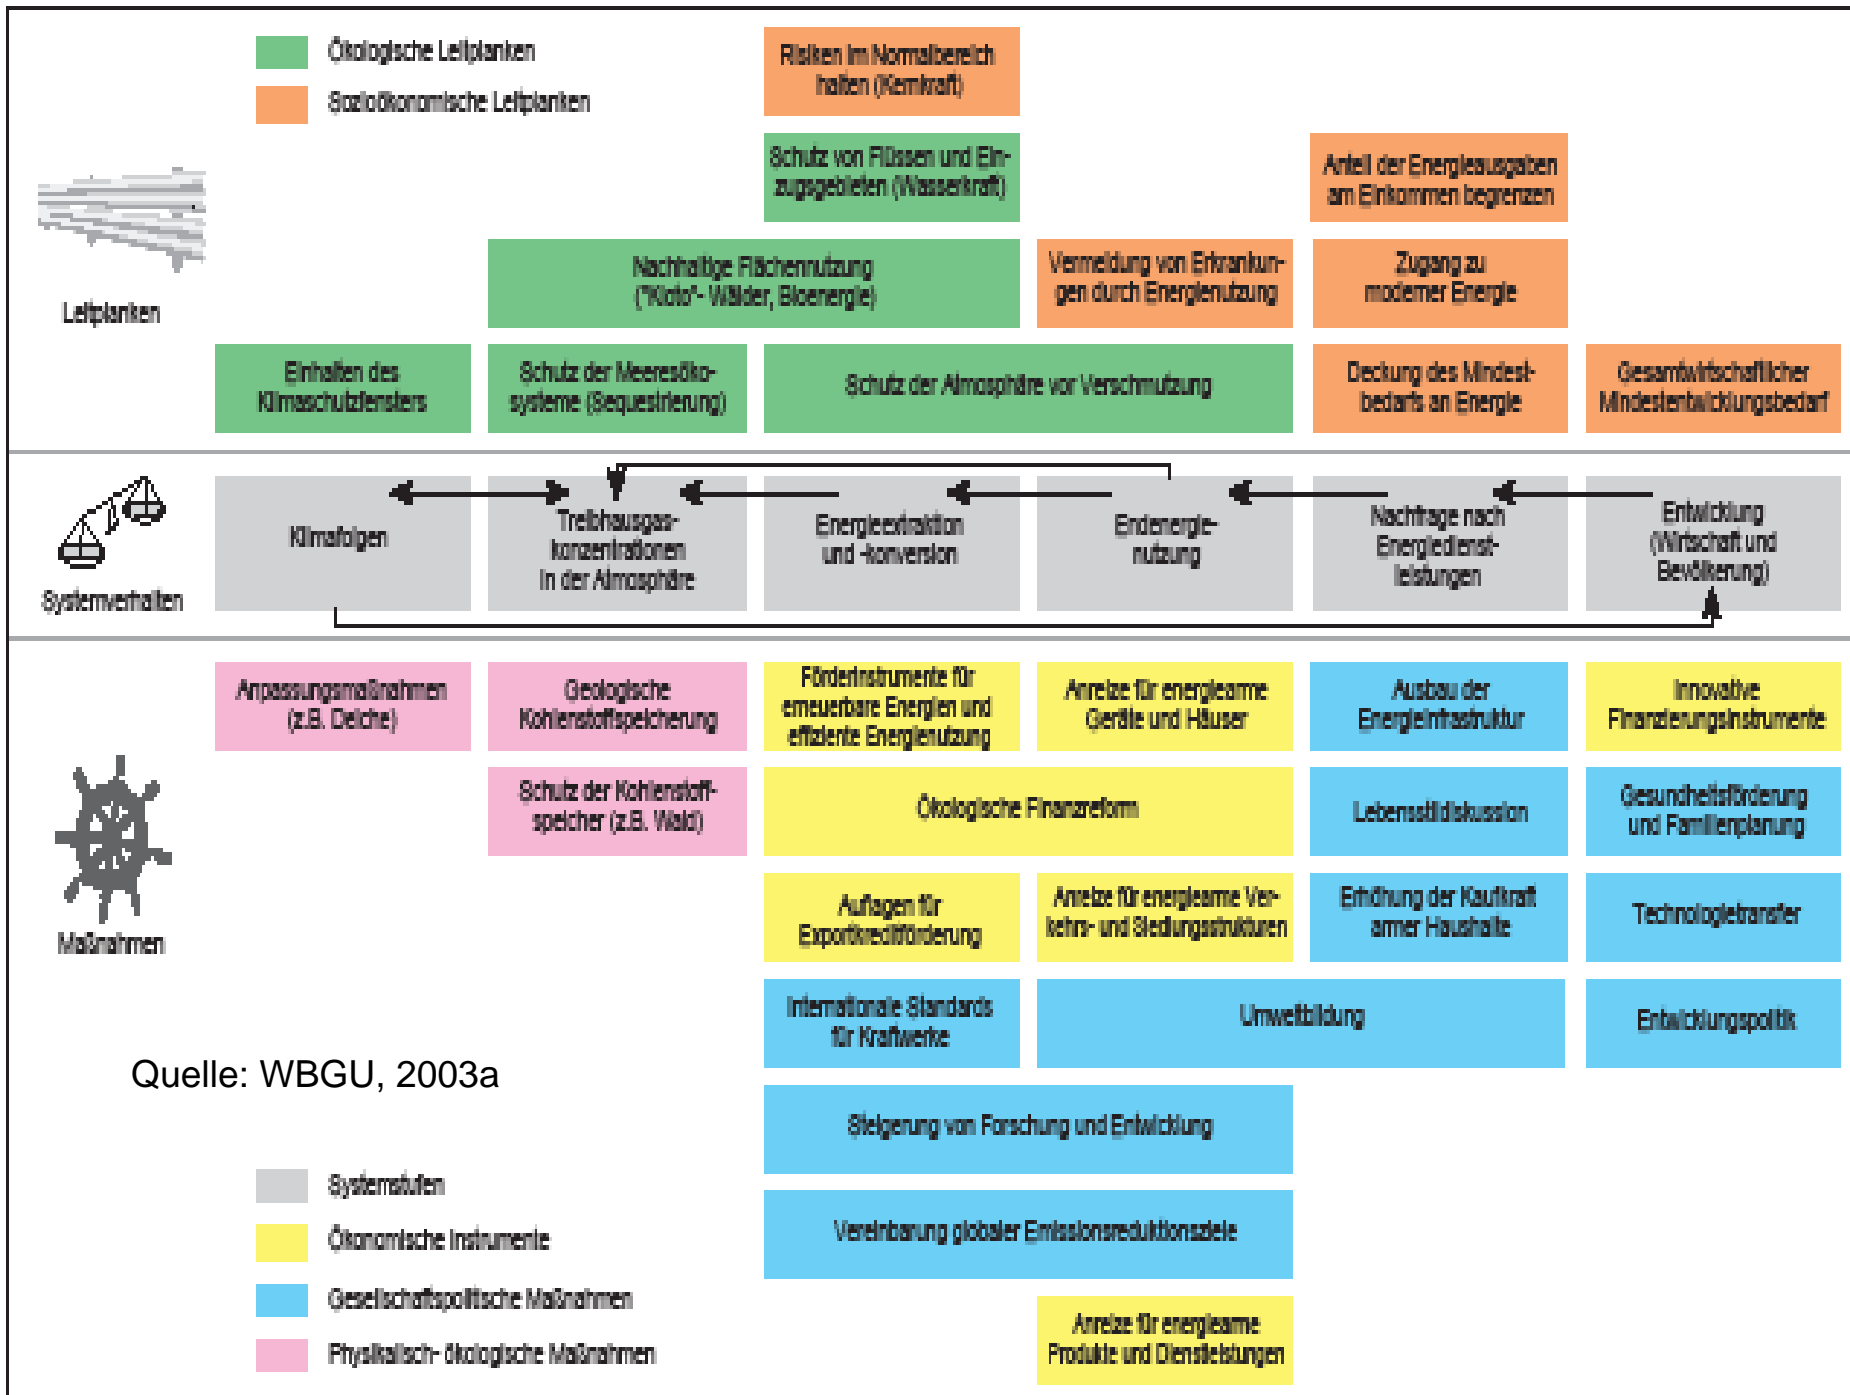 Ökologische Leitplanken
Sozioökonomische Leitplanken
Risiken im Normalbereich
halten (Kernkraft)
Schutz von Flüssen und Ein-
zugsgebieten (Wasserkraft)
Anteil der Energieausgaben
am Einkommen begrenzen
Nachhaltige Flächennutzung
("Kioto"- Wälder, Bioenergie)
Vermeidung von Erkrankun-
gen durch Energienutzung
Zugang zu
moderner Energie
Leitplanken
Einhalten des
Klimaschutzfensters
Schutz der Meeresöko-
systeme (Sequestrierung)
Schutz der Atmosphäre vor Verschmutzung
Deckung des Mindest-
bedarfs an Energie
Gesamtwirtschaftlicher
Mindestentwicklungsbedarf
Systemverhalten
Klimafolgen
Treibhausgas-
konzentrationen
in der Atmosphäre
Energieextraktion
und -konversion
Endenergie-
nutzung
Nachfrage nach
Energiedienst-
leistungen
Entwicklung
(Wirtschaft und
Bevölkerung)
Anpassungsmaßnahmen
(z.B. Deiche)
Geologische
Kohlenstoffspeicherung
Förderinstrumente für
erneuerbare Energien und
effiziente Energienutzung
Anreize für energiearme
Geräte und Häuser
Ausbau der
Energieinfrastruktur
Innovative
Finanzierungsinstrumente
Schutz der Kohlenstoff-
speicher (z.B. Wald)
Ökologische Finanzreform
Lebensstildiskussion
Gesundheitsförderung
und Familienplanung
Maßnahmen
Auflagen für
Exportkreditförderung
Anreize für energiearme Ver-
kehrs- und Siedlungsstrukturen
Erhöhung der Kaufkraft
armer Haushalte
Technologietransfer
Internationale Standards
für Kraftwerke
Umweltbildung
Entwicklungspolitik
Quelle: WBGU, 2003a
Steigerung von Forschung und Entwicklung
Vereinbarung globaler Emissionsreduktionsziele
Anreize für energiearme
Produkte und Dienstleistungen
Systemstufen
Ökonomische Instrumente
Gesellschaftspolitische Maßnahmen
Physikalisch- ökologische Maßnahmen